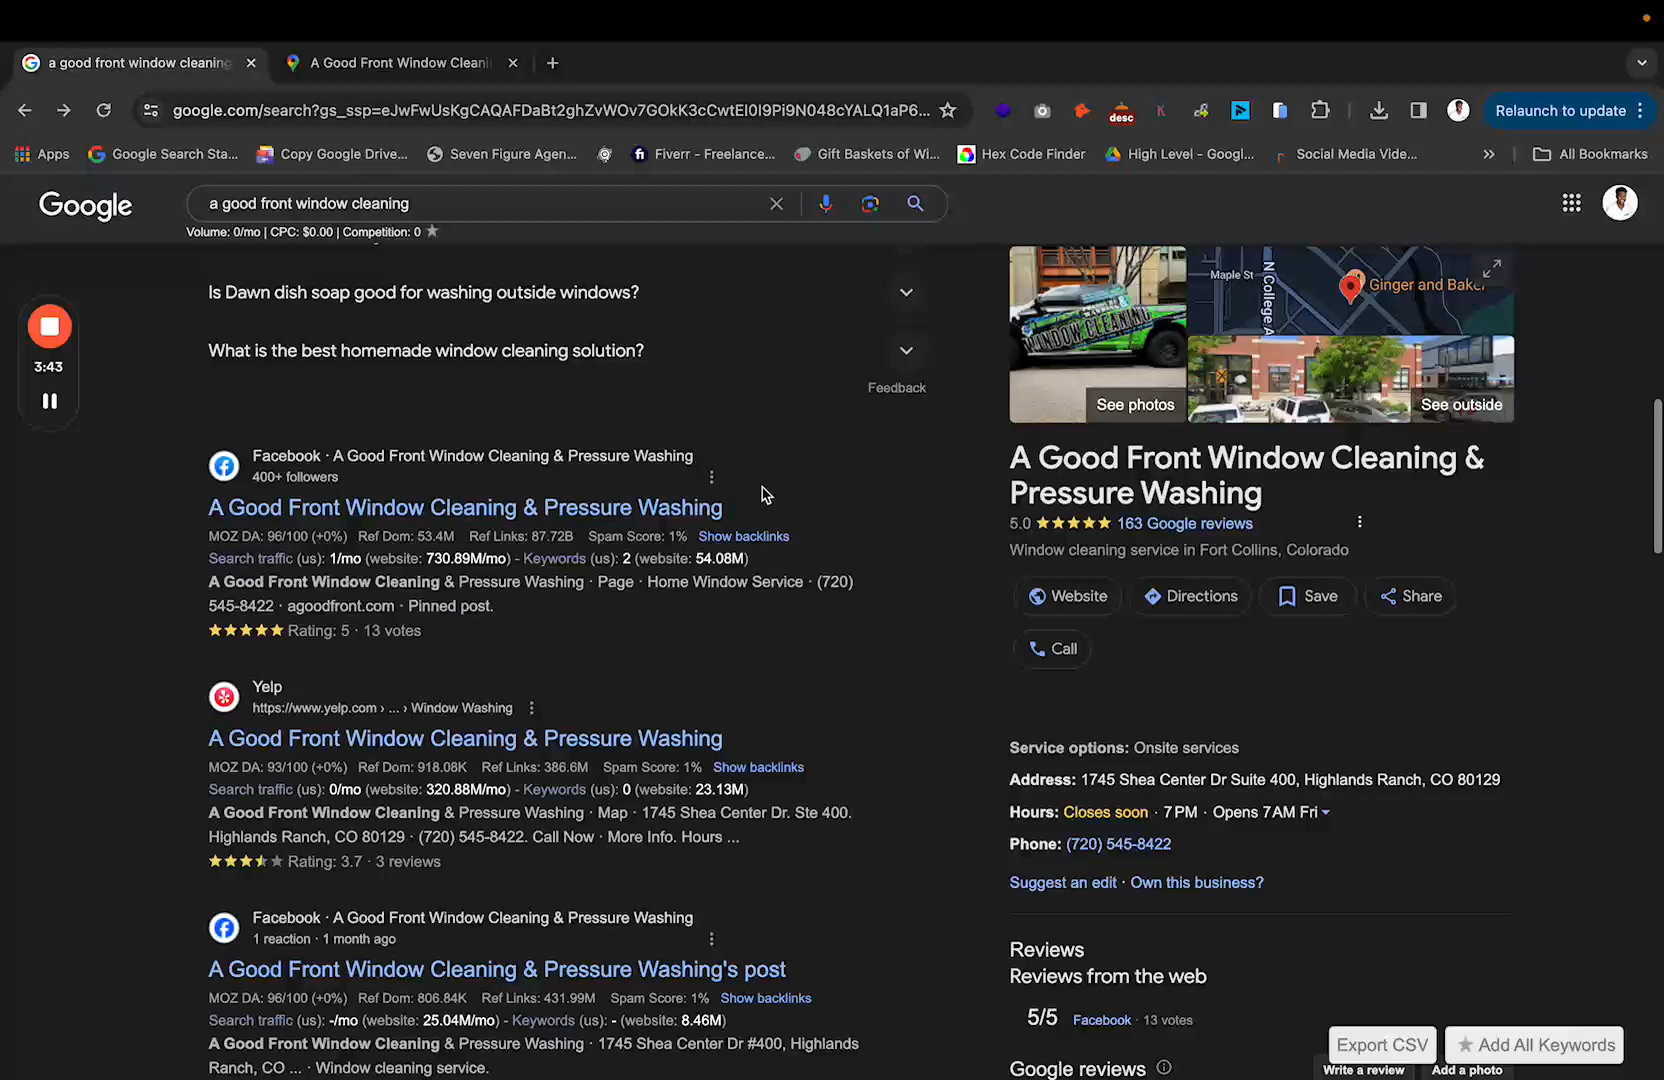 a good front window cleaning
A Good Front Window Cleani
google.com/search?gs_ssp=eJwFwUsKgCAQAFDaBt2ghZvWOv7GOkK3cCwtEI0I9Pi9N048cYALQ1aP6...
desc
K
Relaunch to update
Apps
Google Search Sta...
Copy Google Drive...
Seven Figure Agen...
Fiverr - Freelance...
Gift Baskets of Wi...
Hex Code Finder
High Level - Googl...
Social Media Vide...
»
All Bookmarks
Google
a good front window cleaning
Volume: 0/mo | CPC: $0.00 | Competition: 0
3:43
Is Dawn dish soap good for washing outside windows?
What is the best homemade window cleaning solution?
Feedback
Facebook · A Good Front Window Cleaning & Pressure Washing
400+ followers
A Good Front Window Cleaning & Pressure Washing
MOZ DA: 96/100 (+0%) Ref Dom: 53.4M Ref Links: 87.72B Spam Score: 1% Show backlinks
Search traffic (us): 1/mo (website: 730.89M/mo) - Keywords (us): 2 (website: 54.08M)
A Good Front Window Cleaning & Pressure Washing · Page · Home Window Service · (720)
545-8422 · agoodfront.com · Pinned post.
Rating: 5 · 13 votes
Yelp
https://www.yelp.com › ... › Window Washing
A Good Front Window Cleaning & Pressure Washing
MOZ DA: 93/100 (+0%) Ref Dom: 918.08K Ref Links: 386.6M Spam Score: 1% Show backlinks
Search traffic (us): 0/mo (website: 320.88M/mo) - Keywords (us): 0 (website: 23.13M)
A Good Front Window Cleaning & Pressure Washing · Map · 1745 Shea Center Dr. Ste 400.
Highlands Ranch, CO 80129 · (720) 545-8422. Call Now · More Info. Hours ...
Rating: 3.7 · 3 reviews
Facebook · A Good Front Window Cleaning & Pressure Washing
1 reaction · 1 month ago
A Good Front Window Cleaning & Pressure Washing's post
MOZ DA: 96/100 (+0%) Ref Dom: 806.84K Ref Links: 431.99M Spam Score: 1% Show backlinks
Search traffic (us): -/mo (website: 25.04M/mo) - Keywords (us): - (website: 8.46M)
A Good Front Window Cleaning & Pressure Washing · 1745 Shea Center Dr #400, Highlands
Ranch, CO ... · Window cleaning service.
WINDOW CLEANING
See photos
Maple St
N College A
Ginger and Baker
See outside
A Good Front Window Cleaning &
Pressure Washing
5.0 163 Google reviews
Window cleaning service in Fort Collins, Colorado
Website
Directions
Save
Share
Call
Service options: Onsite services
Address: 1745 Shea Center Dr Suite 400, Highlands Ranch, CO 80129
Hours: Closes soon · 7 PM · Opens 7 AM Fri
Phone: (720) 545-8422
Suggest an edit · Own this business?
Reviews
Reviews from the web
5/5 Facebook · 13 votes
Google reviews
Export CSV
Add All Keywords
Write a review
Add a photo